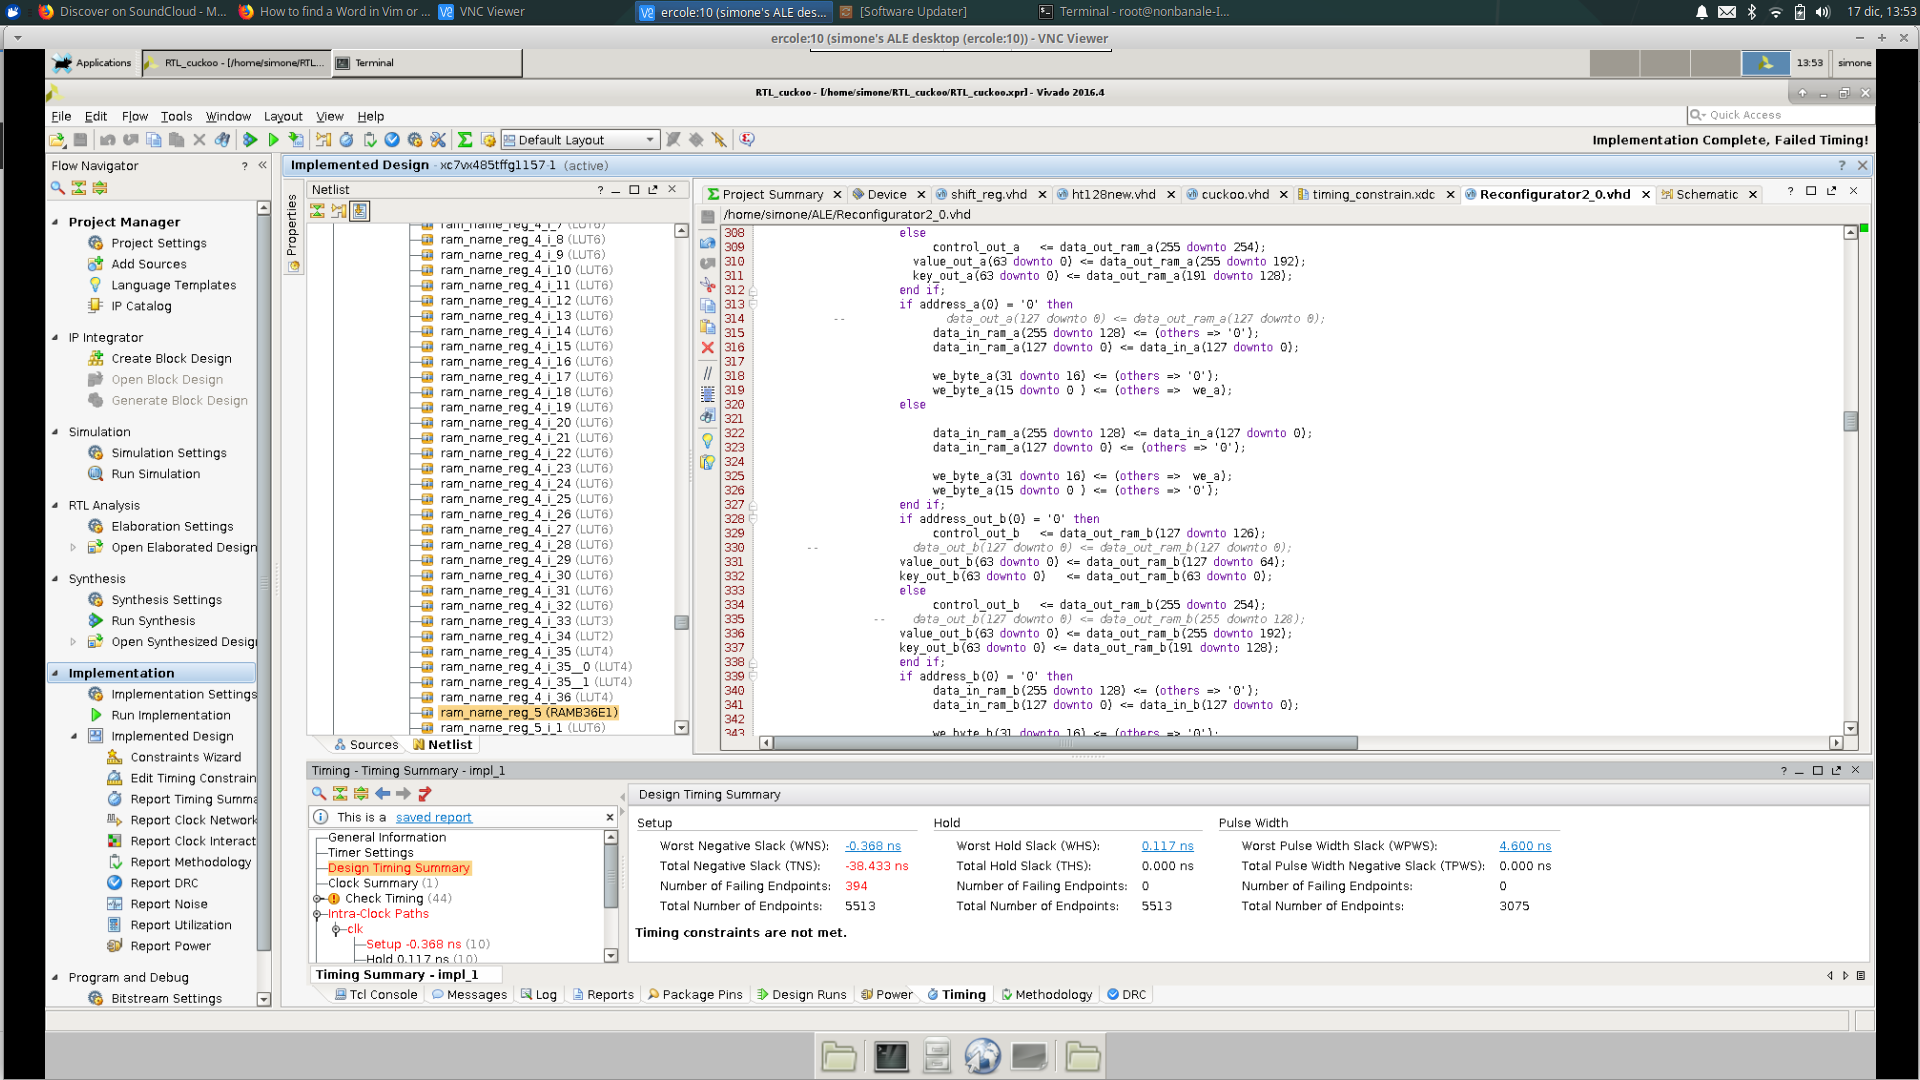 Discover on SoundCloud - M...
How to find a Word in Vim or ...
VNC Viewer
ercole:10 (simone's ALE des...
[Software Updater]
Terminal - root@nonbanale-I...
17 dic, 13:53
ercole:10 (simone's ALE desktop (ercole:10)) - VNC Viewer
Applications
RTL_cuckoo - [/home/simone/RTL...
Terminal
13:53
simone
RTL_cuckoo - [/home/simone/RTL_cuckoo/RTL_cuckoo.xpr] - Vivado 2016.4
File Edit Flow Tools Window Layout View Help
Quick Access
Default Layout
Implementation Complete, Failed Timing!
Flow Navigator
Project Manager
Project Settings
Add Sources
Language Templates
IP Catalog
IP Integrator
Create Block Design
Open Block Design
Generate Block Design
Simulation
Simulation Settings
Run Simulation
RTL Analysis
Elaboration Settings
Open Elaborated Design
Synthesis
Synthesis Settings
Run Synthesis
Open Synthesized Desig
Implementation
Implementation Settings
Run Implementation
Implemented Design
Constraints Wizard
Edit Timing Constrain
Report Timing Summa
Report Clock Network
Report Clock Interact
Report Methodology
Report DRC
Report Noise
Report Utilization
Report Power
Program and Debug
Bitstream Settings
Implemented Design - xc7vx485tffg1157-1 (active)
Properties
Netlist
ram_name_reg_4_i_7 (LUT6)
ram_name_reg_4_i_8 (LUT6)
ram_name_reg_4_i_9 (LUT6)
ram_name_reg_4_i_10 (LUT6)
ram_name_reg_4_i_11 (LUT6)
ram_name_reg_4_i_12 (LUT6)
ram_name_reg_4_i_13 (LUT6)
ram_name_reg_4_i_14 (LUT6)
ram_name_reg_4_i_15 (LUT6)
ram_name_reg_4_i_16 (LUT6)
ram_name_reg_4_i_17 (LUT6)
ram_name_reg_4_i_18 (LUT6)
ram_name_reg_4_i_19 (LUT6)
ram_name_reg_4_i_20 (LUT6)
ram_name_reg_4_i_21 (LUT6)
ram_name_reg_4_i_22 (LUT6)
ram_name_reg_4_i_23 (LUT6)
ram_name_reg_4_i_24 (LUT6)
ram_name_reg_4_i_25 (LUT6)
ram_name_reg_4_i_26 (LUT6)
ram_name_reg_4_i_27 (LUT6)
ram_name_reg_4_i_28 (LUT6)
ram_name_reg_4_i_29 (LUT6)
ram_name_reg_4_i_30 (LUT6)
ram_name_reg_4_i_31 (LUT6)
ram_name_reg_4_i_32 (LUT6)
ram_name_reg_4_i_33 (LUT3)
ram_name_reg_4_i_34 (LUT2)
ram_name_reg_4_i_35 (LUT4)
ram_name_reg_4_i_35__0 (LUT4)
ram_name_reg_4_i_35__1 (LUT4)
ram_name_reg_4_i_36 (LUT4)
ram_name_reg_5 (RAMB36E1)
ram_name_reg_5_i_1 (LUT6)
Sources Netlist
Project Summary
Device
shift_reg.vhd
ht128new.vhd
cuckoo.vhd
timing_constrain.xdc
Reconfigurator2_0.vhd
Schematic
/home/simone/ALE/Reconfigurator2_0.vhd
308 else
309 control_out_a <= data_out_ram_a(255 downto 254);
310 value_out_a(63 downto 0) <= data_out_ram_a(255 downto 192);
311 key_out_a(63 downto 0) <= data_out_ram_a(191 downto 128);
312 end if;
313 if address_a(0) = '0' then
314 -- data_out_a(127 downto 0) <= data_out_ram_a(127 downto 0);
315 data_in_ram_a(255 downto 128) <= (others => '0');
316 data_in_ram_a(127 downto 0) <= data_in_a(127 downto 0);
317
318 we_byte_a(31 downto 16) <= (others => '0');
319 we_byte_a(15 downto 0 ) <= (others => we_a);
320 else
321
322 data_in_ram_a(255 downto 128) <= data_in_a(127 downto 0);
323 data_in_ram_a(127 downto 0) <= (others => '0');
324
325 we_byte_a(31 downto 16) <= (others => we_a);
326 we_byte_a(15 downto 0 ) <= (others => '0');
327 end if;
328 if address_out_b(0) = '0' then
329 control_out_b <= data_out_ram_b(127 downto 126);
330 -- data_out_b(127 downto 0) <= data_out_ram_b(127 downto 0);
331 value_out_b(63 downto 0) <= data_out_ram_b(127 downto 64);
332 key_out_b(63 downto 0) <= data_out_ram_b(63 downto 0);
333 else
334 control_out_b <= data_out_ram_b(255 downto 254);
335 -- data_out_b(127 downto 0) <= data_out_ram_b(255 downto 128);
336 value_out_b(63 downto 0) <= data_out_ram_b(255 downto 192);
337 key_out_b(63 downto 0) <= data_out_ram_b(191 downto 128);
338 end if;
339 if address_b(0) = '0' then
340 data_in_ram_b(255 downto 128) <= (others => '0');
341 data_in_ram_b(127 downto 0) <= data_in_b(127 downto 0);
342
343 we_byte_b(31 downto 16) <= (others => '0');
Timing - Timing Summary - impl_1
This is a saved report
General Information
Timer Settings
Design Timing Summary
Clock Summary (1)
Check Timing (44)
Intra-Clock Paths
clk
Setup -0.368 ns (10)
Hold 0.117 ns (10)
Design Timing Summary
Setup Hold Pulse Width
Worst Negative Slack (WNS): -0.368 ns Worst Hold Slack (WHS): 0.117 ns Worst Pulse Width Slack (WPWS): 4.600 ns
Total Negative Slack (TNS): -38.433 ns Total Hold Slack (THS): 0.000 ns Total Pulse Width Negative Slack (TPWS): 0.000 ns
Number of Failing Endpoints: 394 Number of Failing Endpoints: 0 Number of Failing Endpoints: 0
Total Number of Endpoints: 5513 Total Number of Endpoints: 5513 Total Number of Endpoints: 3075
Timing constraints are not met.
Timing Summary - impl_1
Tcl Console Messages Log Reports Package Pins Design Runs Power Timing Methodology DRC